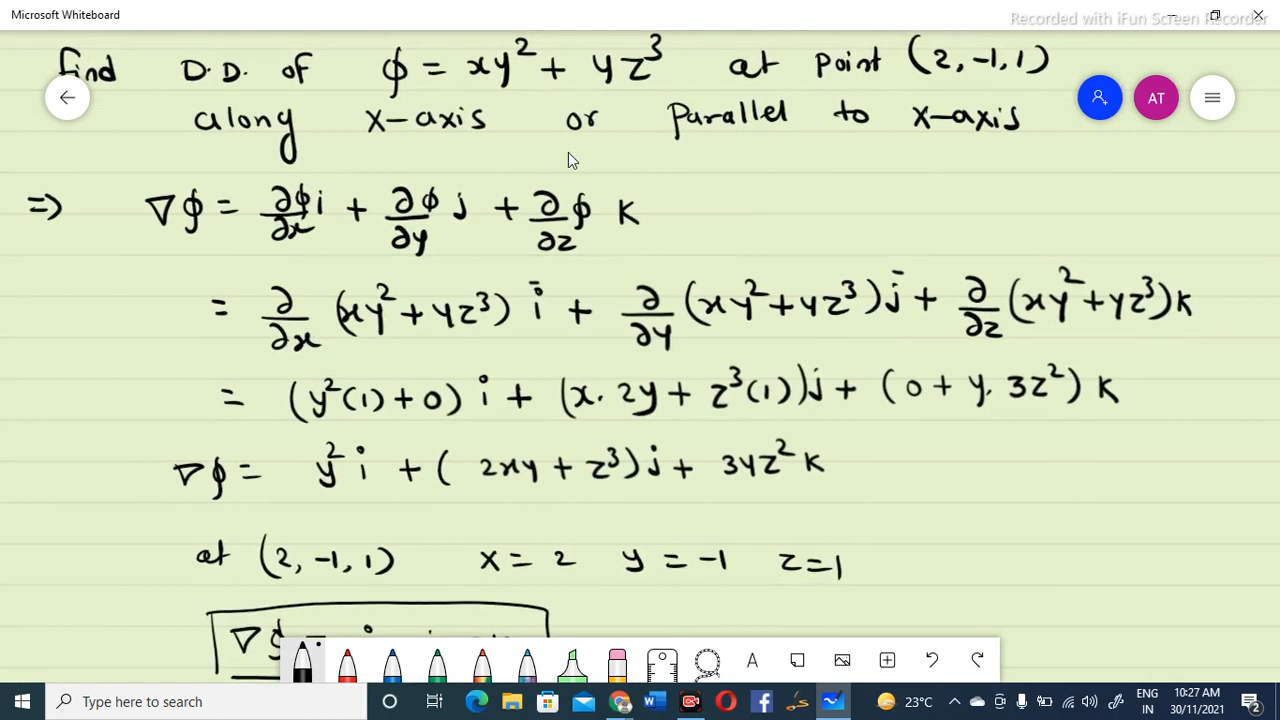 Microsoft Whiteboard
Recorded with iFun Screen Recorder
Find D.D. of ϕ = xy² + yz³ at point (2,-1,1)
along x-axis or parallel to x-axis
AT
=> ∇ϕ = ∂ϕ/∂x i + ∂ϕ/∂y j + ∂/∂z ϕ k
= ∂/∂x (xy² + yz³) i̅ + ∂/∂y (xy² + yz³) j̅ + ∂/∂z (xy² + yz³) k
= (y²(1) + 0) i + (x. 2y + z³(1)) j + (0 + y. 3z²) k
∇ϕ = y² i + (2xy + z³) j + 3yz² k
at (2, -1, 1) x = 2 y = -1 z = 1
∇ϕ =
A
Type here to search
W
23°C
ENG
IN
10:27 AM
30/11/2021
2